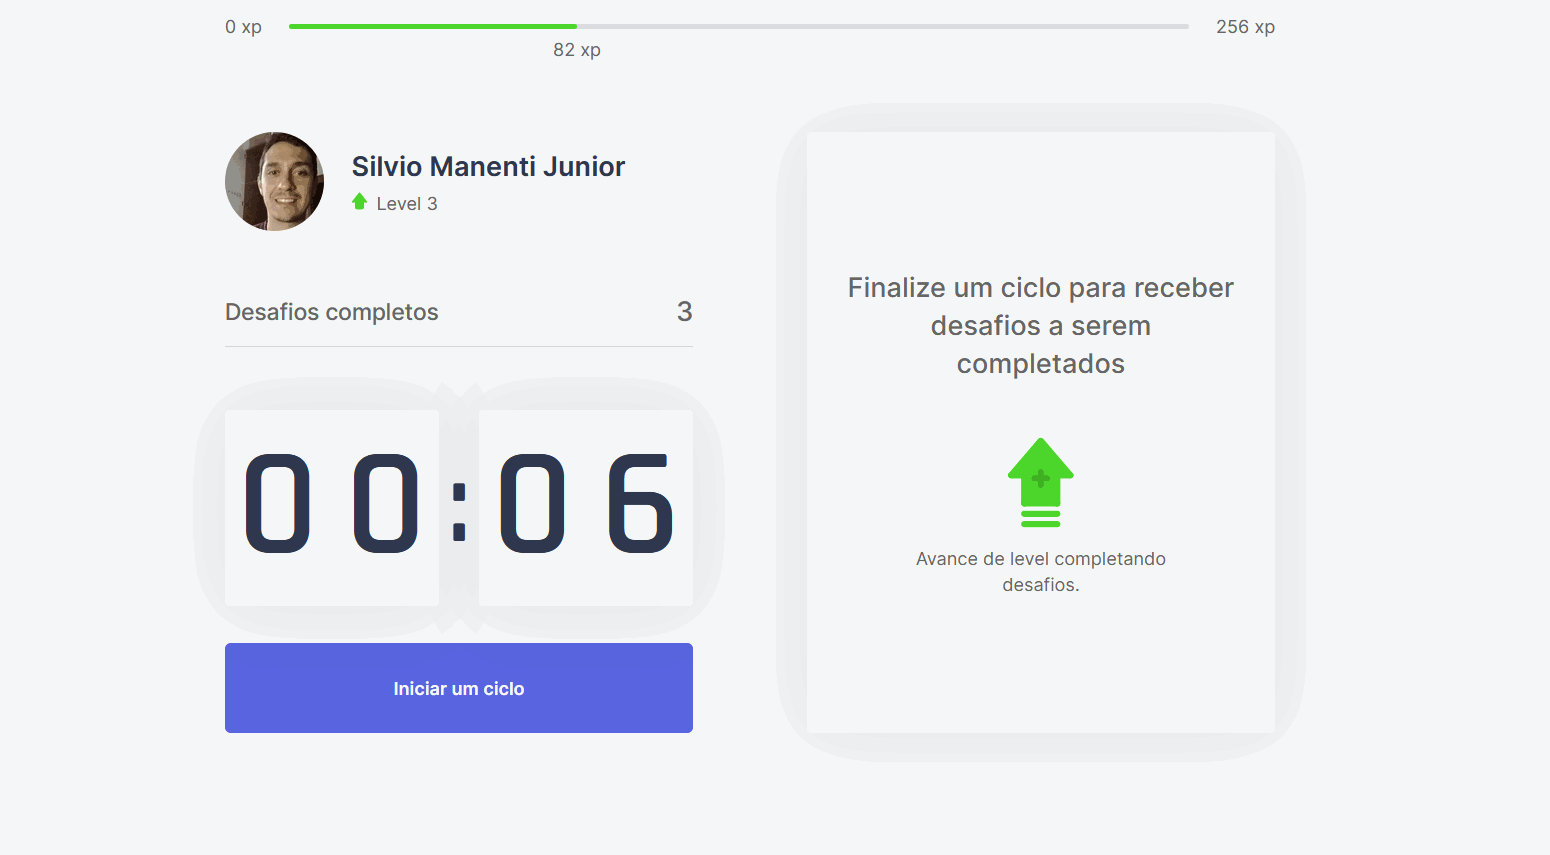 0 xp
256 xp
82 xp
Silvio Manenti Junior
Level 3
Desafios completos 3
00:06
Iniciar um ciclo
Finalize um ciclo para receber
desafios a serem
completados
Avance de level completando
desafios.